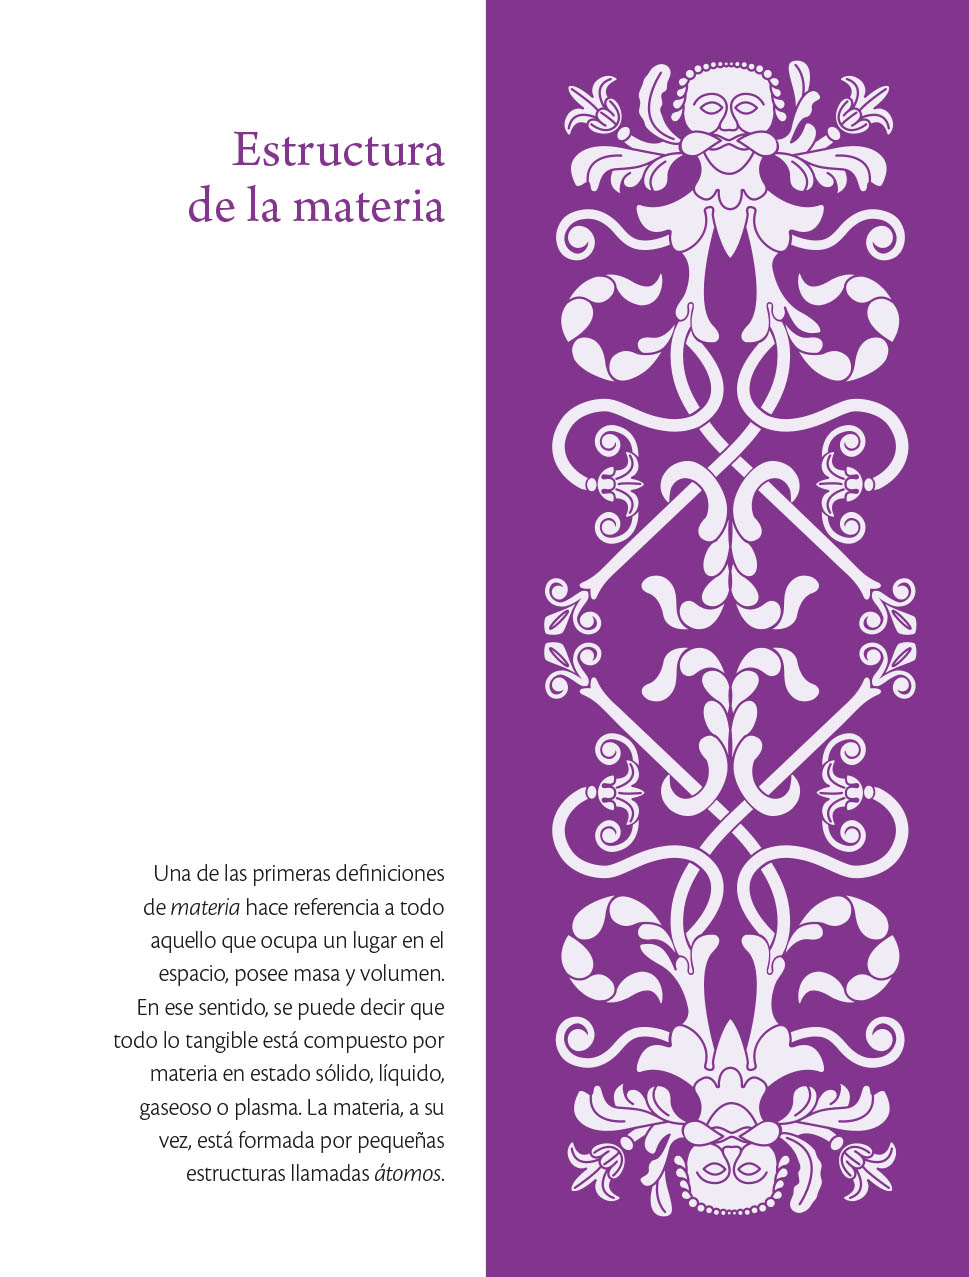 Estructura
de la materia
Una de las primeras definiciones
de materia hace referencia a todo
aquello que ocupa un lugar en el
espacio, posee masa y volumen.
En ese sentido, se puede decir que
todo lo tangible está compuesto por
materia en estado sólido, líquido,
gaseoso o plasma. La materia, a su
vez, está formada por pequeñas
estructuras llamadas átomos.